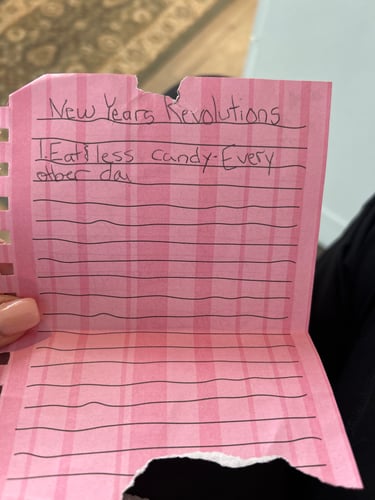 New Years Revolutions
1. Eat less candy-Every
other day